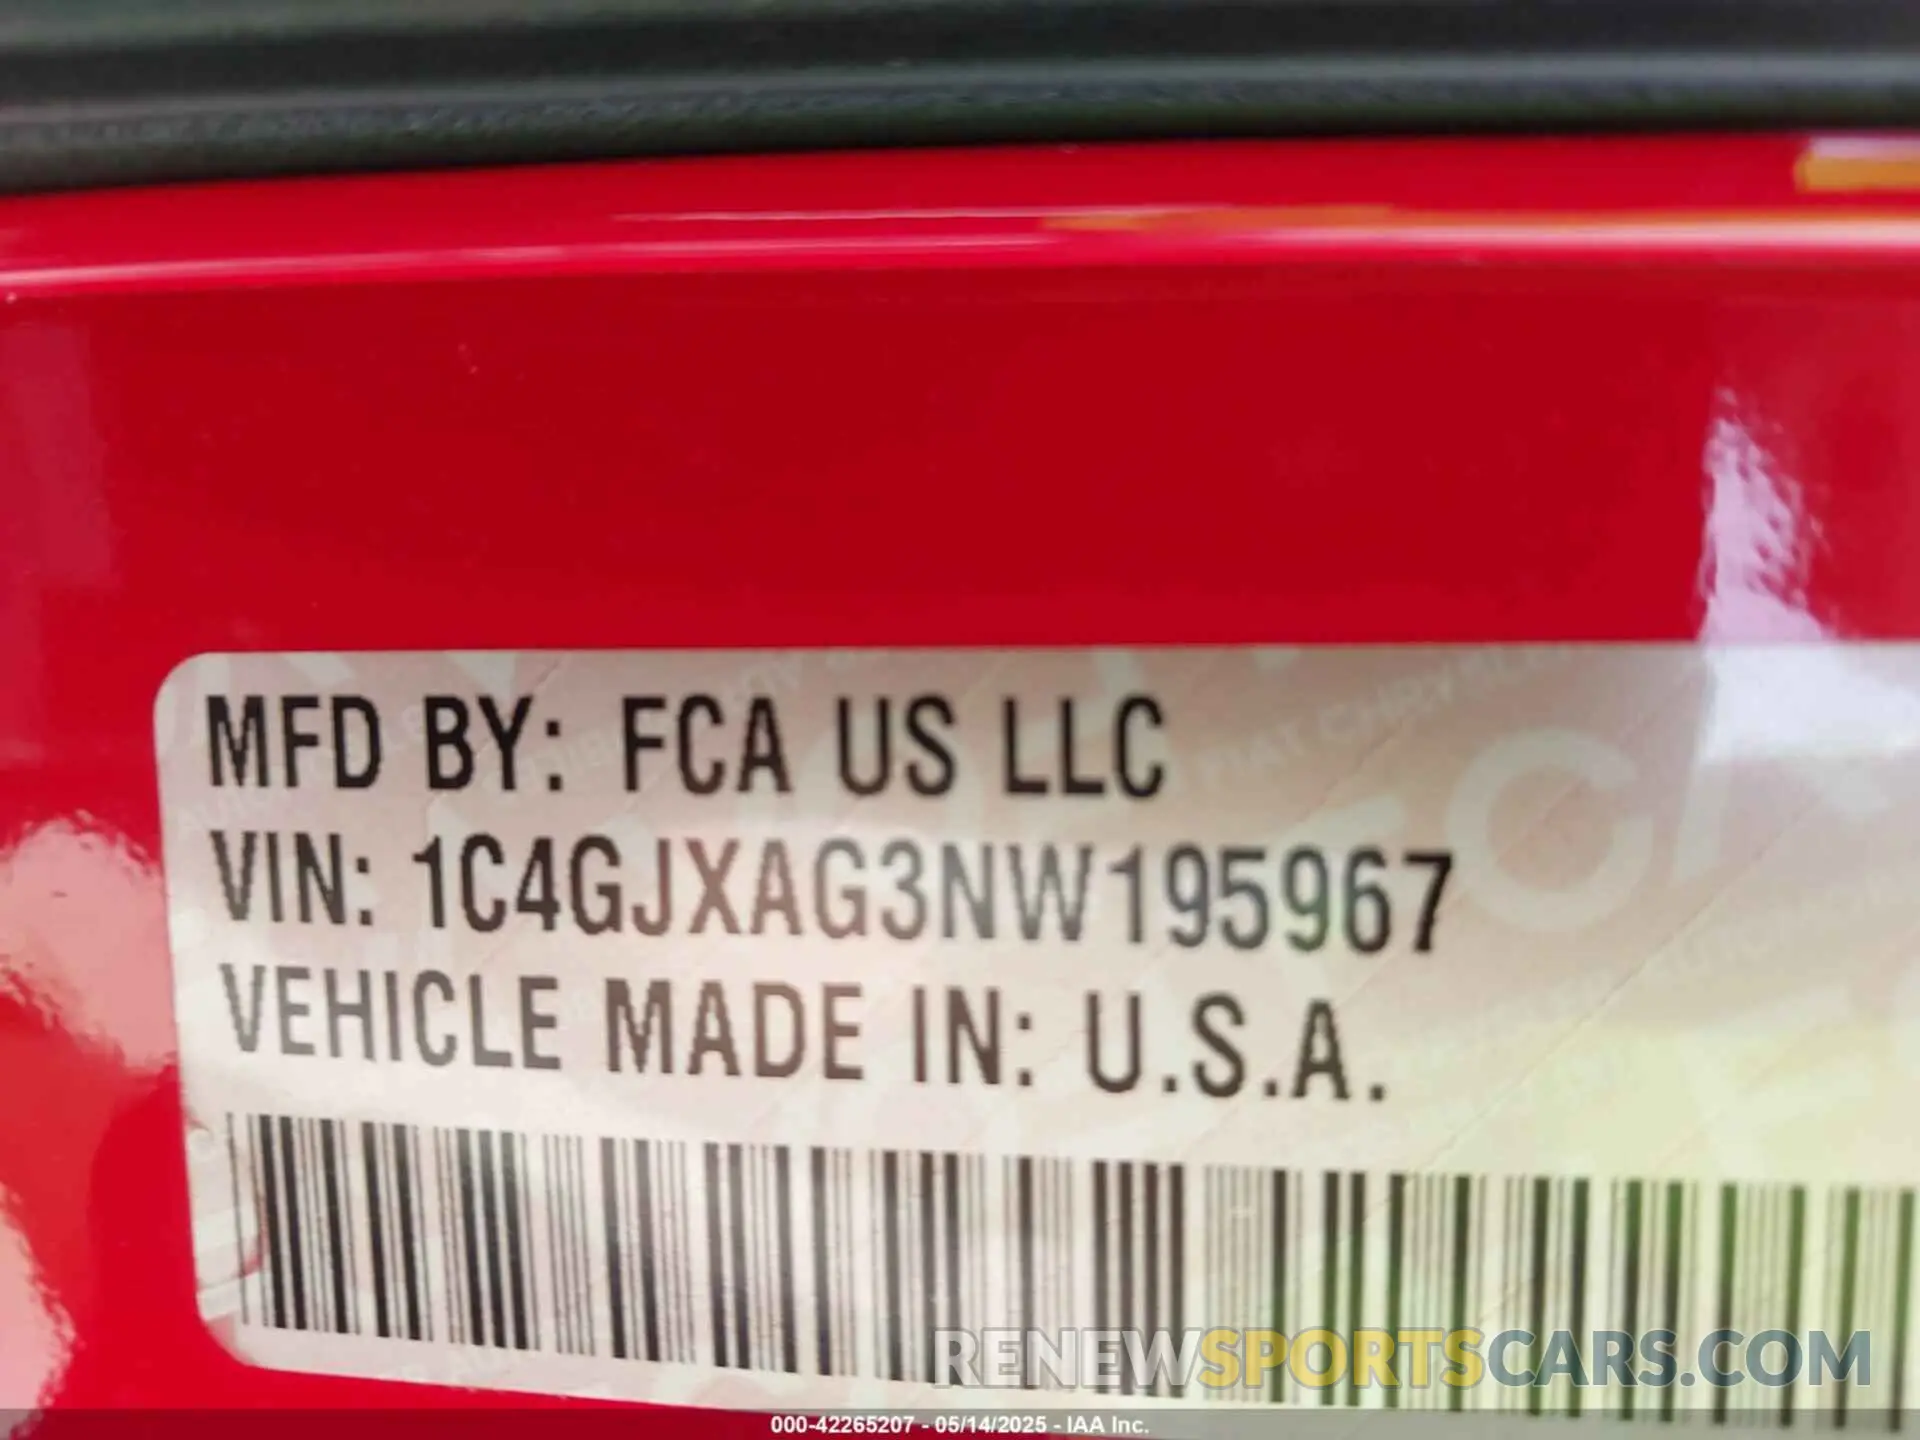 MFD BY: FCA US LLC
VIN: 1C4GJXAG3NW195967
VEHICLE MADE IN: U.S.A.
RENEWSPORTSCARS.COM
000-42265207 - 05/14/2025 - IAA Inc.